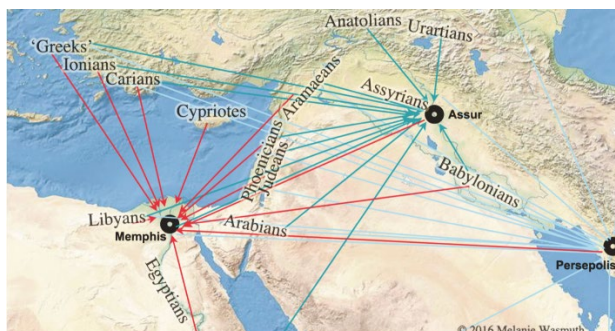 Anatolians
Urartians
'Greeks'
Ionians
Carians
Aramaeans
Assyrians
Assur
Cypriotes
Phoenicians
Judeans
Babylonians
Libyans
Memphis
Arabians
Persepolis
Egyptians
© 2016 Melanie Wasmuth